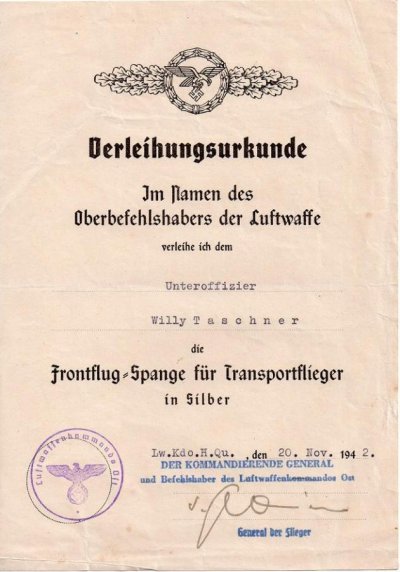 Verleihungsurkunde
Im Namen des
Oberbefehlshabers der Luftwaffe
verleihe ich dem
Unteroffizier
Willy Taschner
die
Frontflug=Spange für Transportflieger
in Silber
Lw.Kdo.H.Qu. , den 20. Nov. 1942.
DER KOMMANDIERENDE GENERAL
und Befehlshaber des Luftwaffenkommandos Ost
General der Flieger
Luftwaffenkommando Ost